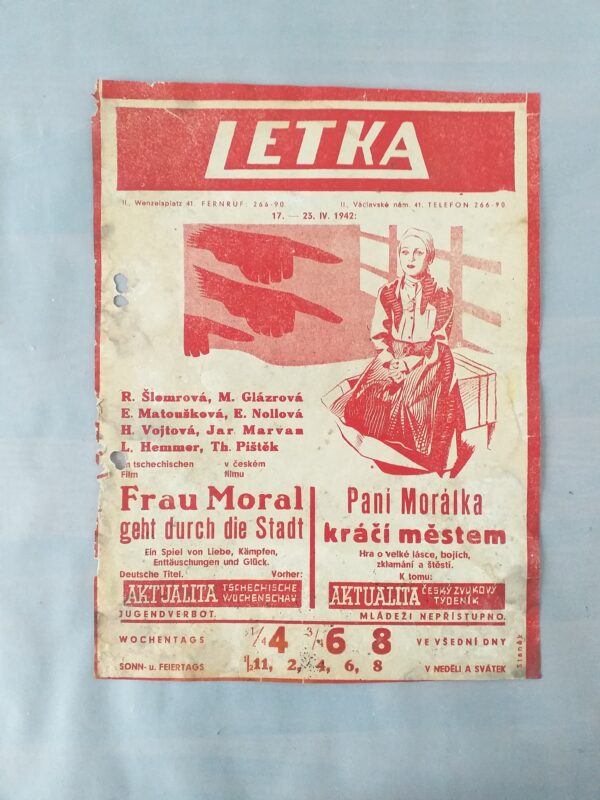 LETKA
II., Wenzelsplatz 41. FERNRUF: 266-90
II., Václavské nám. 41. TELEFON 266-90
17. — 23. IV. 1942:
R. Šlemrová, M. Glázrová
E. Matoušková, E. Nollová
H. Vojtová, Jar. Marvan
L. Hemmer, Th. Pištěk
tschechischen
Film
v českém
filmu
Frau Moral
geht durch die Stadt
Ein Spiel von Liebe, Kämpfen,
Enttäuschungen und Glück.
Deutsche Titel. Vorher:
AKTUALITA TSCHECHISCHE
WOCHENSCHAU
JUGENDVERBOT.
Paní Morálka
kráčí městem
Hra o velké lásce, bojích,
zklamání a štěstí.
K tomu:
AKTUALITA ČESKÝ ZVUKOVÝ
TÝDENÍK
MLÁDEŽI NEPŘÍSTUPNO.
WOCHENTAGS 1/4 4 3/4 6 8 VE VŠEDNÍ DNY
SONN- u. FEIERTAGS 1/2 11, 2, 4, 6, 8 V NEDĚLI A SVÁTEK
Staněk